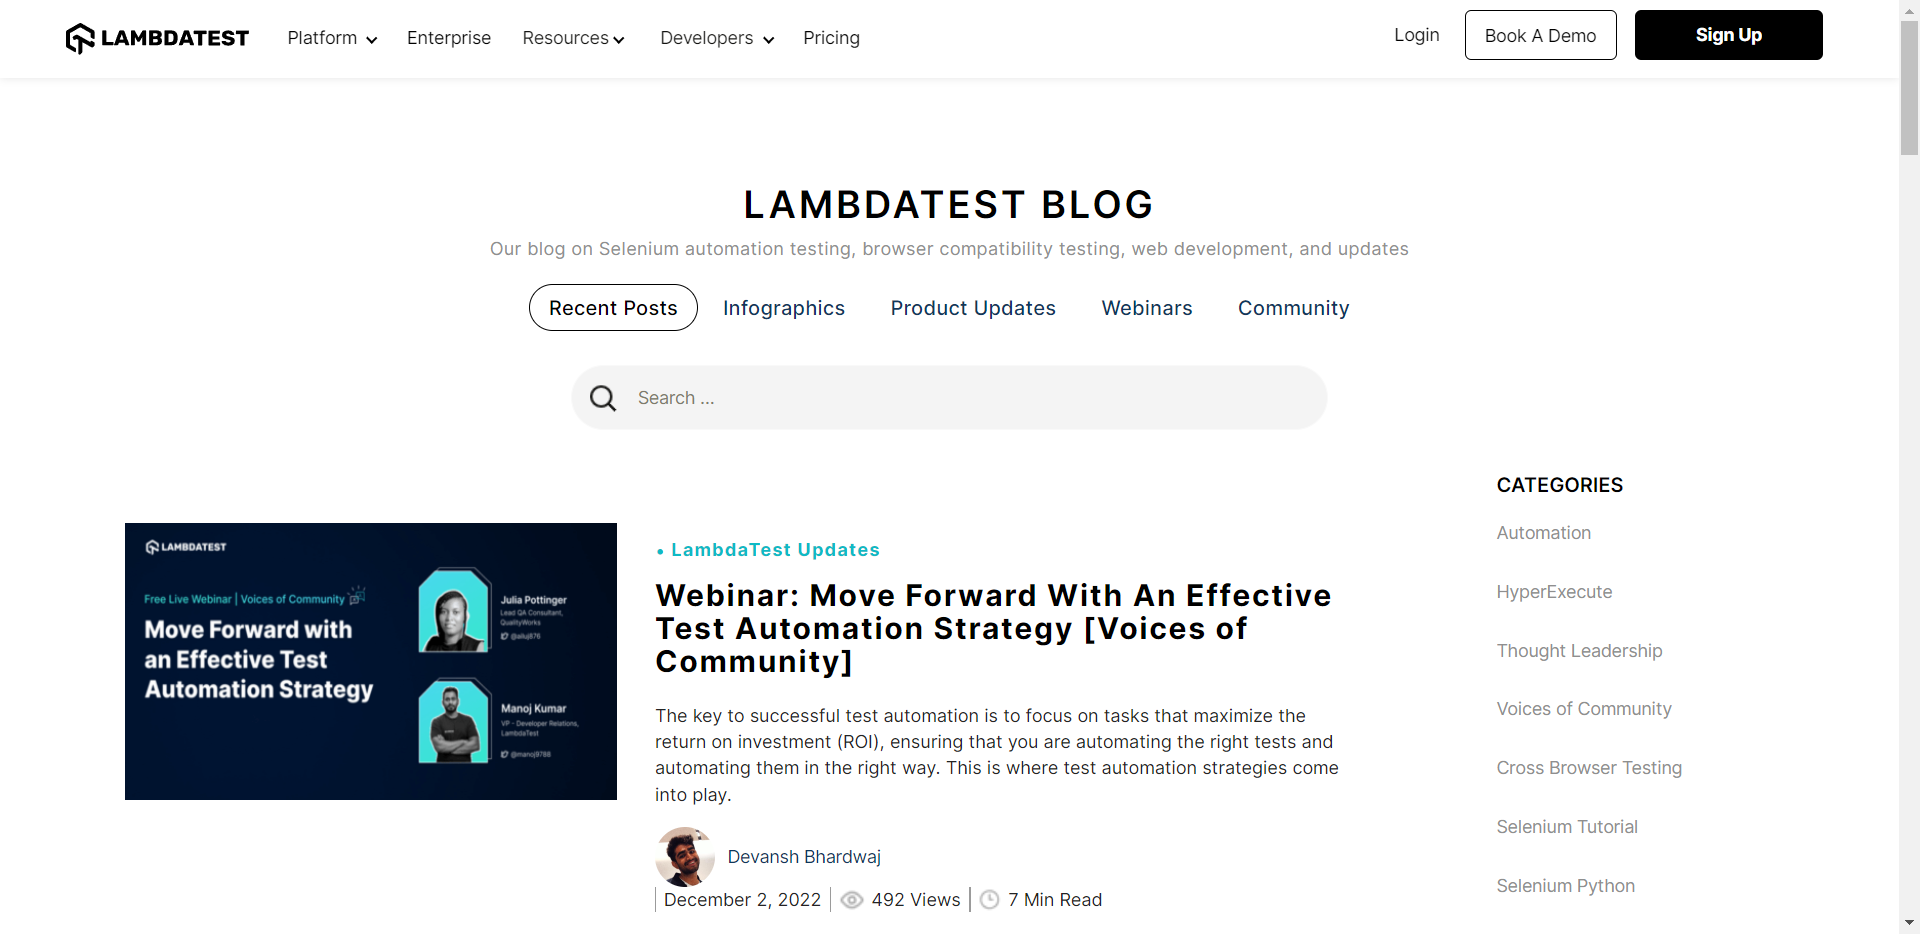 LAMBDATEST
Platform
Enterprise
Resources
Developers
Pricing
Login
Book A Demo
Sign Up
LAMBDATEST BLOG
Our blog on Selenium automation testing, browser compatibility testing, web development, and updates
Recent Posts
Infographics
Product Updates
Webinars
Community
Search ...
LAMBDATEST
Free Live Webinar | Voices of Community
Move Forward with
an Effective Test
Automation Strategy
Julia Pottinger
Lead QA Consultant,
QualityWorks
Manoj Kumar
VP - Developer Relations,
LambdaTest
@manoj9788
• LambdaTest Updates
Webinar: Move Forward With An Effective
Test Automation Strategy [Voices of
Community]
The key to successful test automation is to focus on tasks that maximize the
return on investment (ROI), ensuring that you are automating the right tests and
automating them in the right way. This is where test automation strategies come
into play.
Devansh Bhardwaj
December 2, 2022
492 Views
7 Min Read
CATEGORIES
Automation
HyperExecute
Thought Leadership
Voices of Community
Cross Browser Testing
Selenium Tutorial
Selenium Python